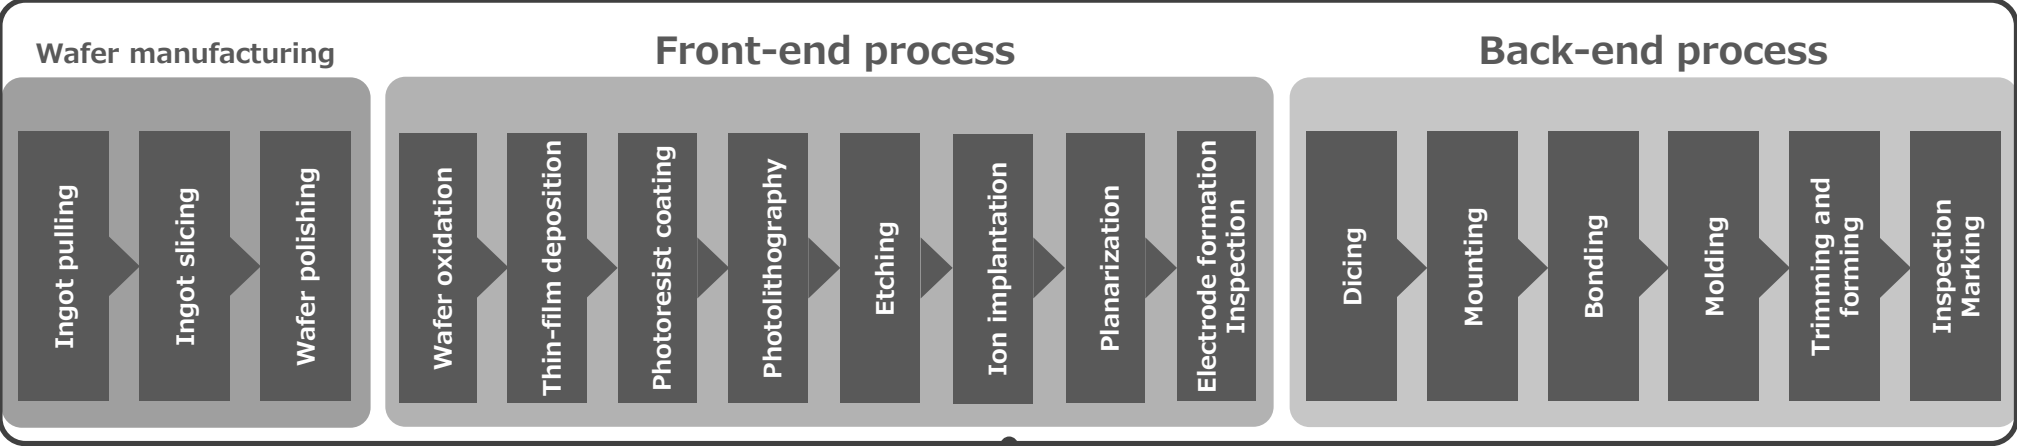 Wafer manufacturing
Ingot pulling
Ingot slicing
Wafer polishing
Front-end process
Wafer oxidation
Thin-film deposition
Photoresist coating
Photolithography
Etching
Ion implantation
Planarization
Electrode formation
Inspection
Back-end process
Dicing
Mounting
Bonding
Molding
Trimming and
forming
Inspection
Marking